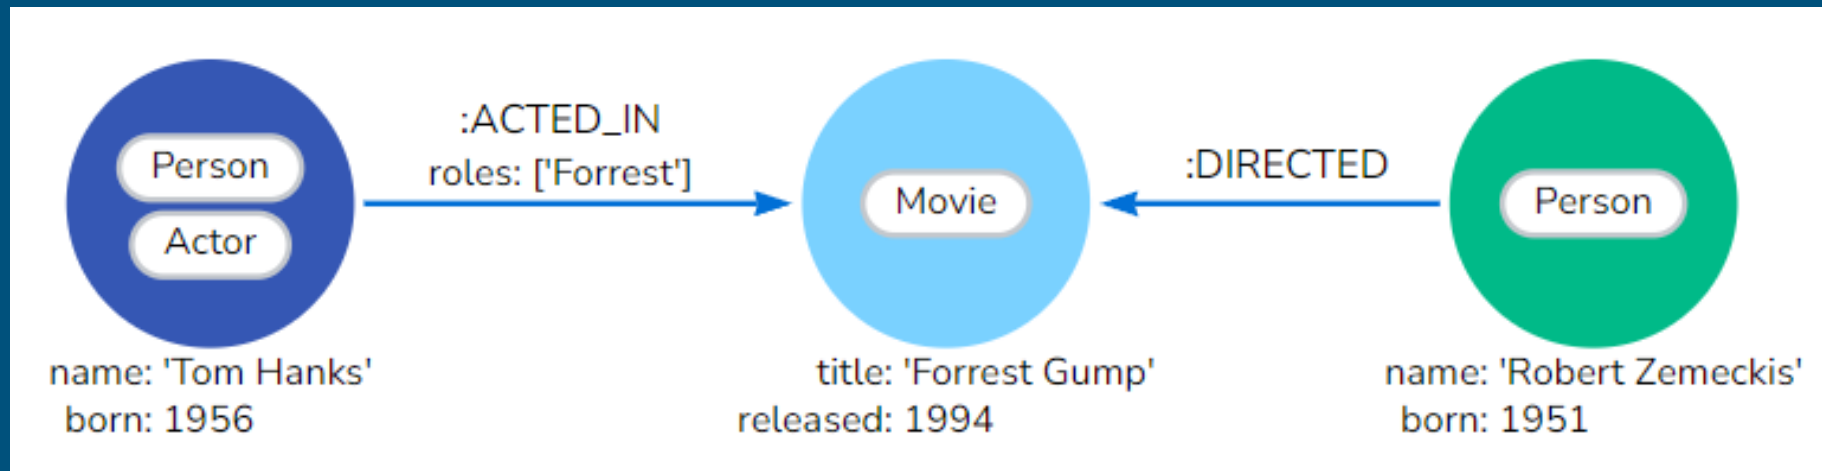 Person
Actor
name: 'Tom Hanks'
born: 1956
:ACTED_IN
roles: ['Forrest']
Movie
title: 'Forrest Gump'
released: 1994
:DIRECTED
Person
name: 'Robert Zemeckis'
born: 1951